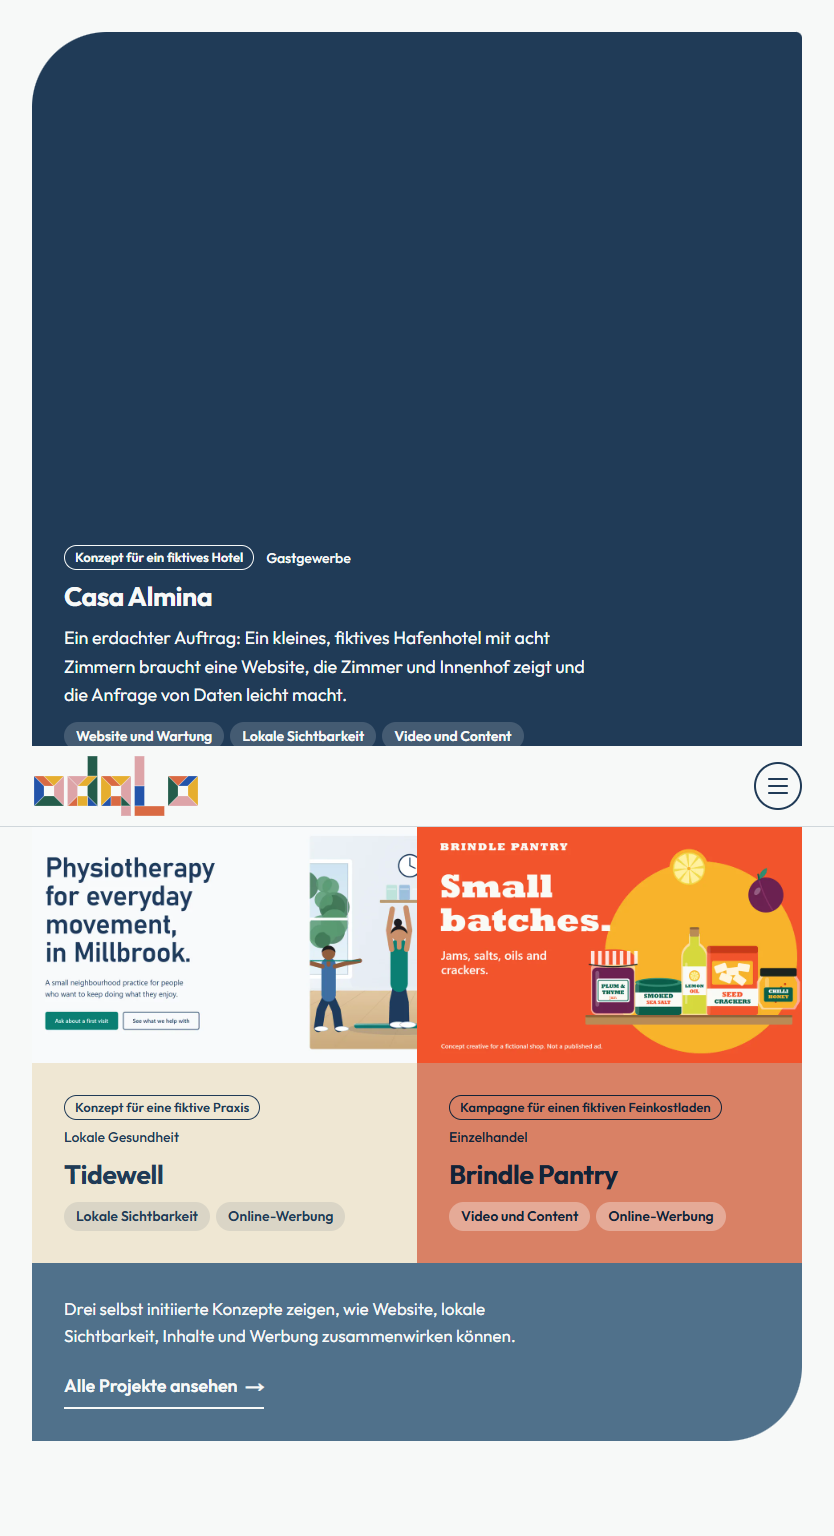 Konzept für ein fiktives Hotel
Gastgewerbe
Casa Almina
Ein erdachter Auftrag: Ein kleines, fiktives Hafenhotel mit acht
Zimmern braucht eine Website, die Zimmer und Innenhof zeigt und
die Anfrage von Daten leicht macht.
Website und Wartung
Lokale Sichtbarkeit
Video und Content
Physiotherapy
for everyday
movement,
in Millbrook.
A small neighbourhood practice for people
who want to keep doing what they enjoy.
Ask about a first visit
See what we help with
BRINDLE PANTRY
Small
batches.
Jams, salts, oils and
crackers.
PLUM &
THYME
JAM
SMOKED
SEA SALT
LEMON
OIL
SEED
CRACKERS
CHILLI
HONEY
Concept creative for a fictional shop. Not a published ad.
Konzept für eine fiktive Praxis
Lokale Gesundheit
Tidewell
Lokale Sichtbarkeit
Online-Werbung
Kampagne für einen fiktiven Feinkostladen
Einzelhandel
Brindle Pantry
Video und Content
Online-Werbung
Drei selbst initiierte Konzepte zeigen, wie Website, lokale
Sichtbarkeit, Inhalte und Werbung zusammenwirken können.
Alle Projekte ansehen →